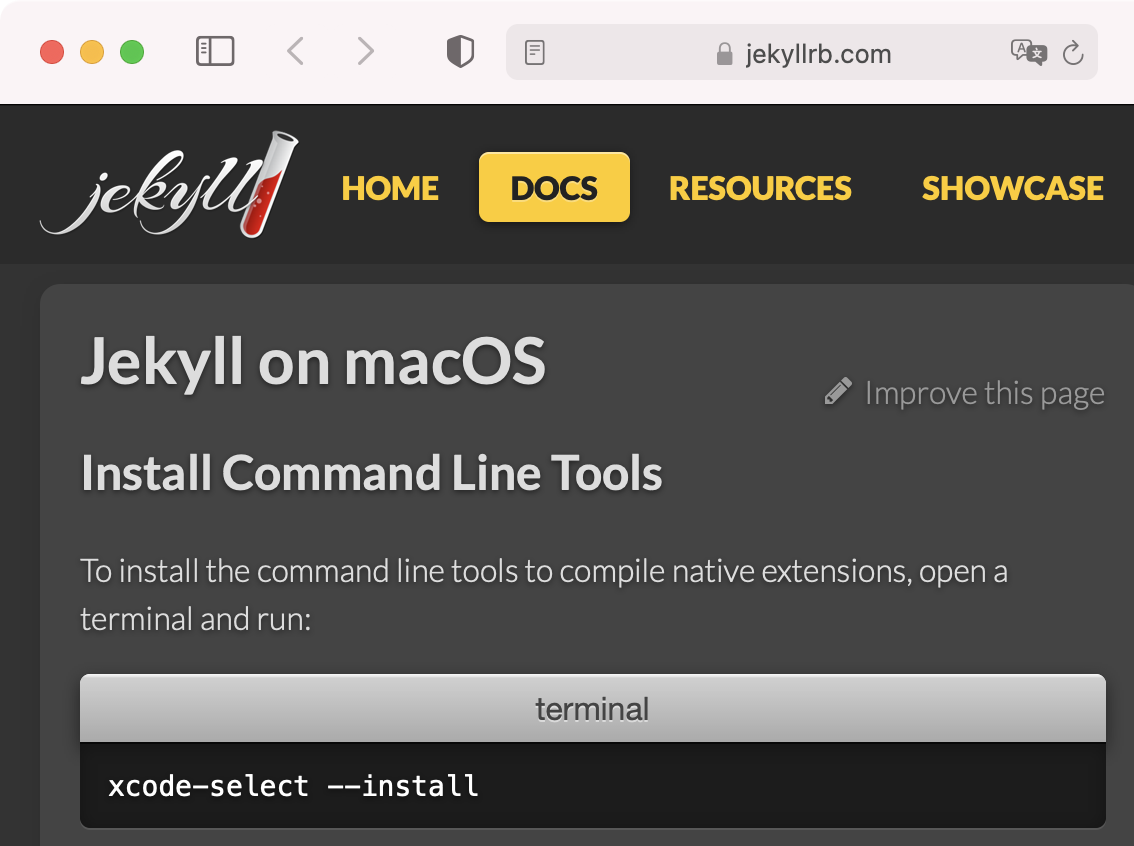 jekyllrb.com
jekyll
HOME DOCS RESOURCES SHOWCASE
Jekyll on macOS
Improve this page
Install Command Line Tools
To install the command line tools to compile native extensions, open a
terminal and run:
terminal
xcode-select --install